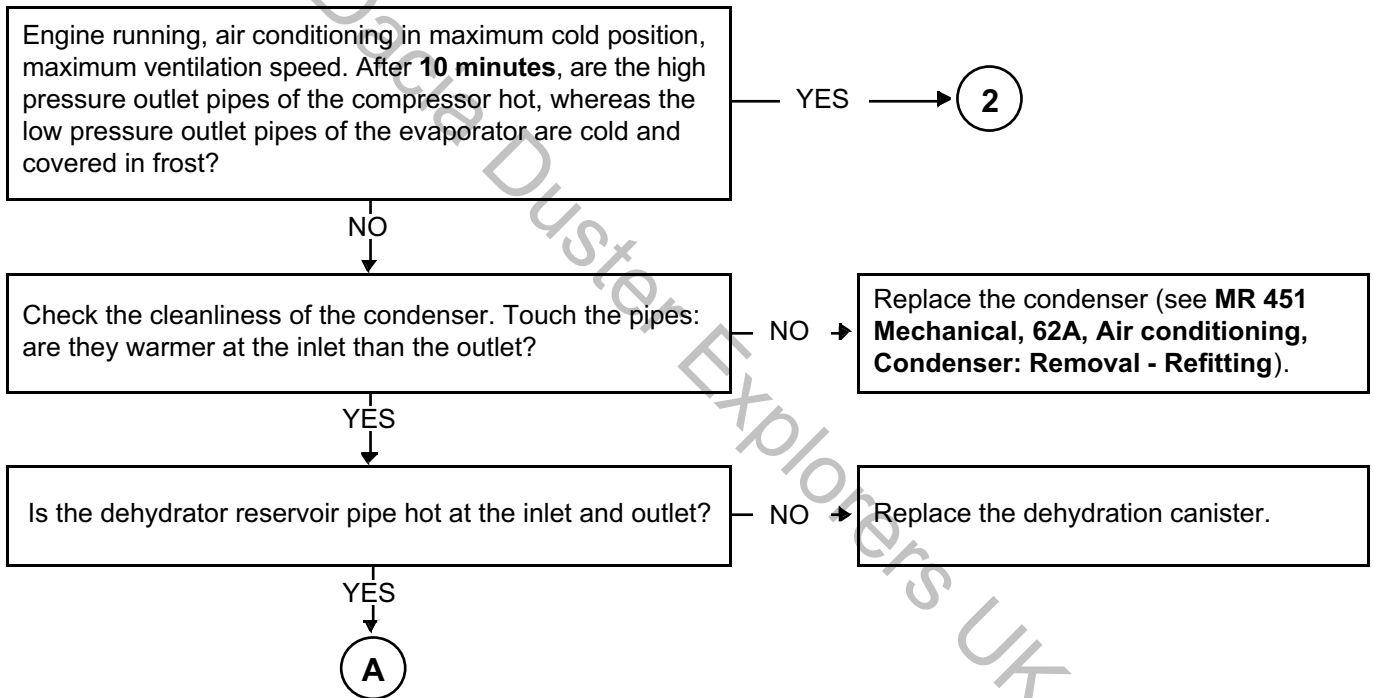 Engine running, air conditioning in maximum cold position,
maximum ventilation speed. After 10 minutes, are the high
pressure outlet pipes of the compressor hot, whereas the
low pressure outlet pipes of the evaporator are cold and
covered in frost?
YES
2
NO
Check the cleanliness of the condenser. Touch the pipes:
are they warmer at the inlet than the outlet?
NO
Replace the condenser (see MR 451
Mechanical, 62A, Air conditioning,
Condenser: Removal - Refitting).
YES
Is the dehydrator reservoir pipe hot at the inlet and outlet?
NO
Replace the dehydration canister.
YES
A
Dacia Duster Explorers UK